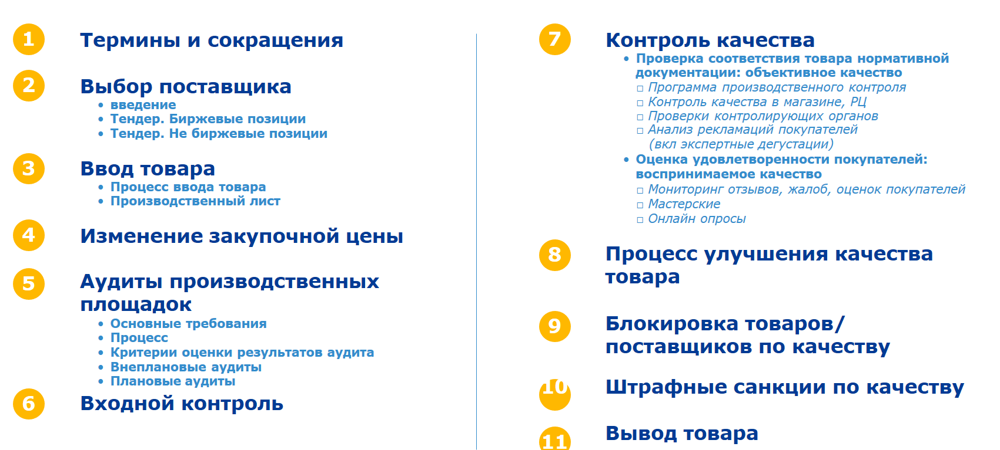 1
Термины и сокращения
2
Выбор поставщика
• введение
• Тендер. Биржевые позиции
• Тендер. Не биржевые позиции
3
Ввод товара
• Процесс ввода товара
• Производственный лист
4
Изменение закупочной цены
5
Аудиты производственных
площадок
• Основные требования
• Процесс
• Критерии оценки результатов аудита
• Внеплановые аудиты
• Плановые аудиты
6
Входной контроль
7
Контроль качества
• Проверка соответствия товара нормативной
документации: объективное качество
□ Программа производственного контроля
□ Контроль качества в магазине, РЦ
□ Проверки контролирующих органов
□ Анализ рекламаций покупателей
(вкл экспертные дегустации)
• Оценка удовлетворенности покупателей:
воспринимаемое качество
□ Мониторинг отзывов, жалоб, оценок покупателей
□ Мастерские
□ Онлайн опросы
8
Процесс улучшения качества
товара
9
Блокировка товаров/
поставщиков по качеству
10
Штрафные санкции по качеству
11
Вывод товара